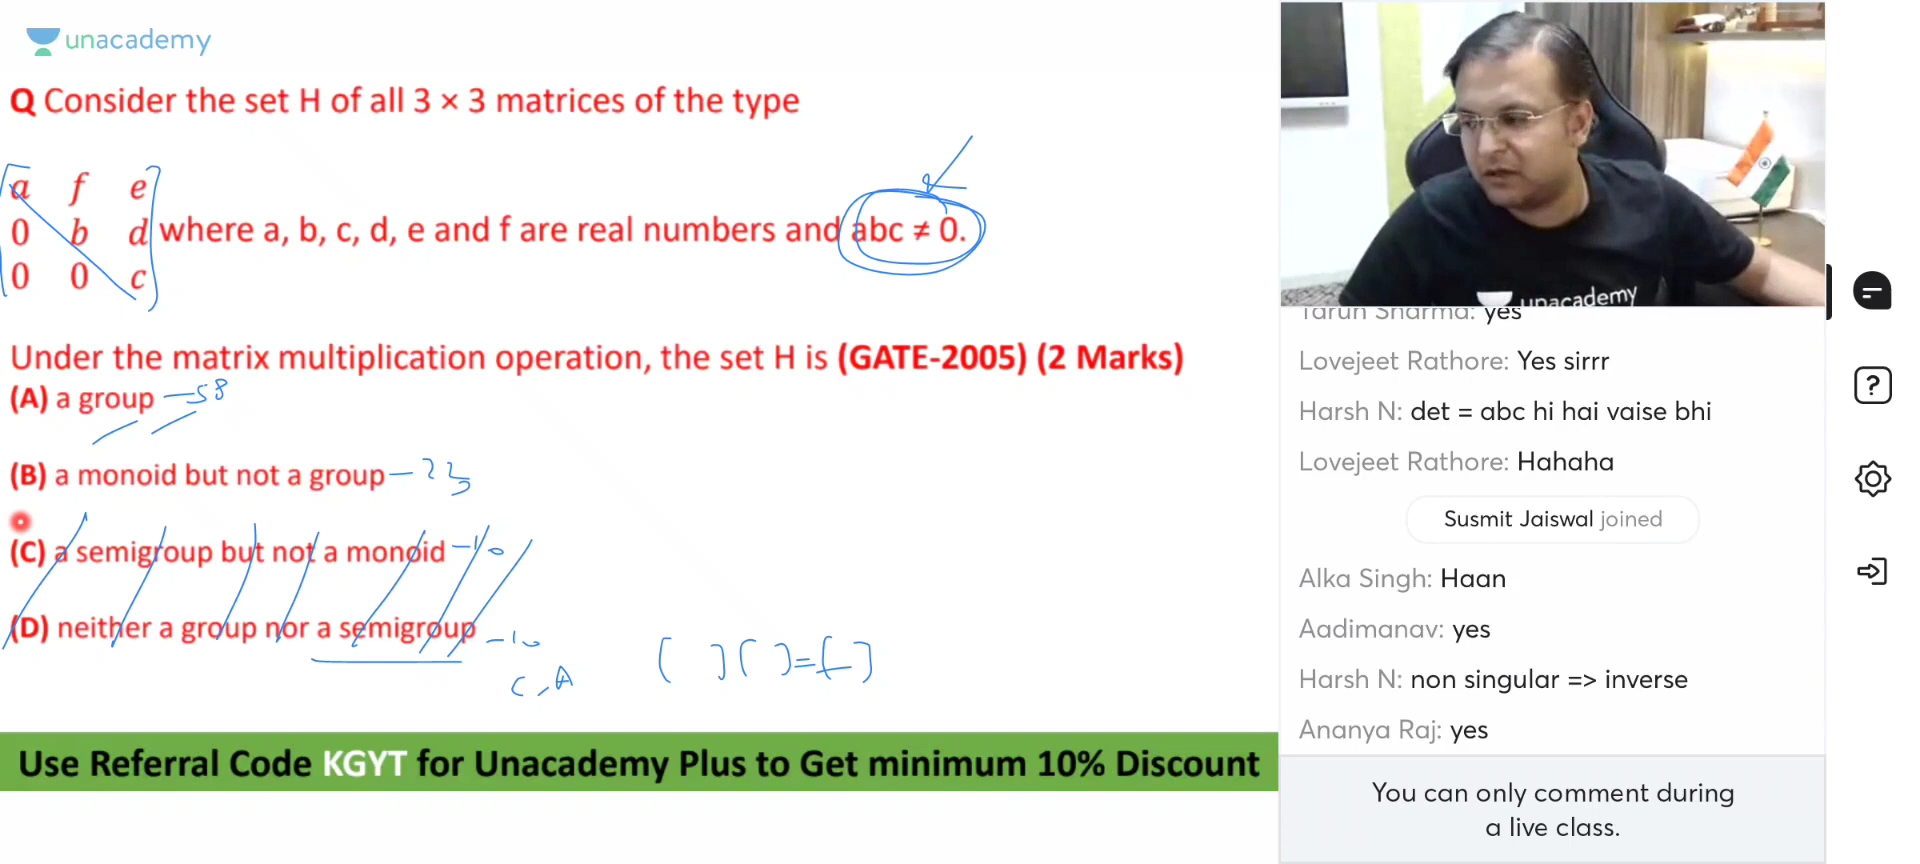 unacademy
Q Consider the set H of all 3 × 3 matrices of the type
a f e
0 b d where a, b, c, d, e and f are real numbers and abc ≠ 0.
0 0 c
Under the matrix multiplication operation, the set H is (GATE-2005) (2 Marks)
(A) a group –58
(B) a monoid but not a group –23
(C) a semigroup but not a monoid –10
(D) neither a group nor a semigroup –10
C, A
[ ] [ ] = [ ]
Use Referral Code KGYT for Unacademy Plus to Get minimum 10% Discount
unacademy
Tarun Sharma: yes
Lovejeet Rathore: Yes sirrr
Harsh N: det = abc hi hai vaise bhi
Lovejeet Rathore: Hahaha
Susmit Jaiswal joined
Alka Singh: Haan
Aadimanav: yes
Harsh N: non singular => inverse
Ananya Raj: yes
You can only comment during
a live class.